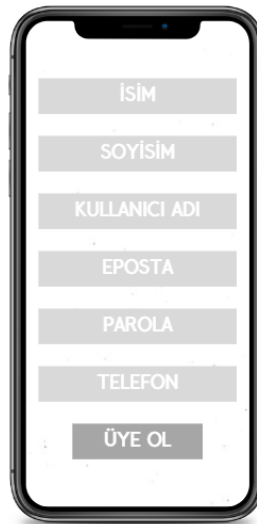 İSİM
SOYİSİM
KULLANICI ADI
EPOSTA
PAROLA
TELEFON
ÜYE OL